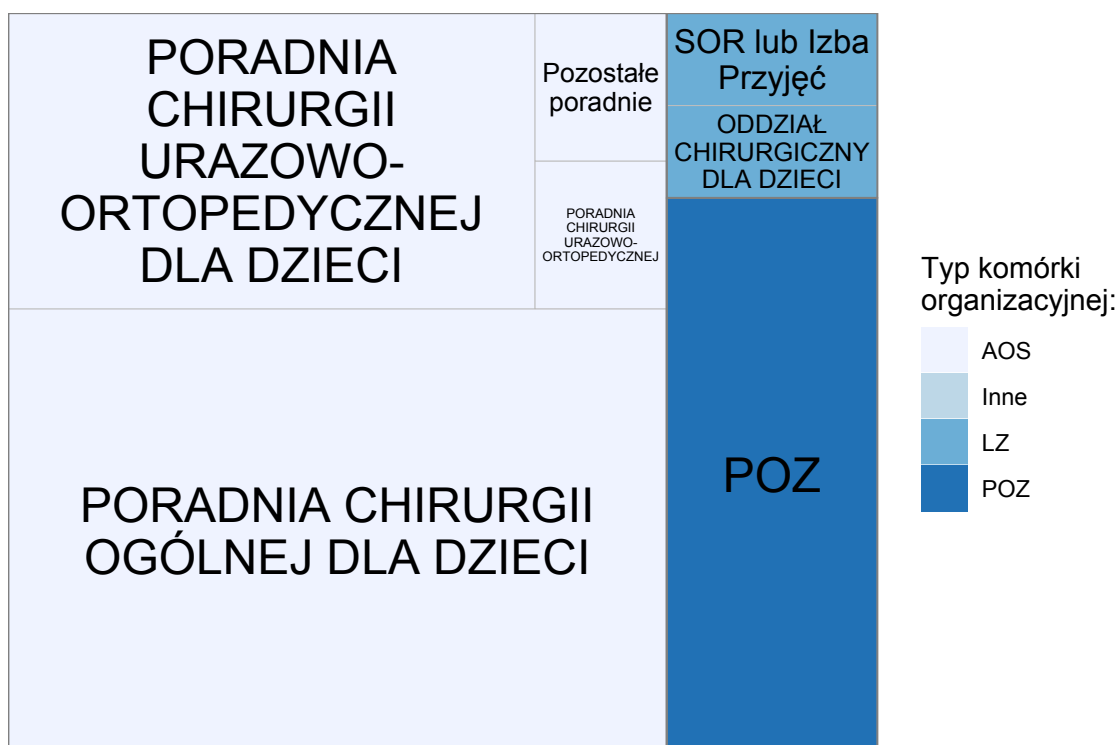 PORADNIA
CHIRURGII
URAZOWO-
ORTOPEDYCZNEJ
DLA DZIECI
Pozostałe
poradnie
PORADNIA
CHIRURGII
URAZOWO-
ORTOPEDYCZNEJ
PORADNIA CHIRURGII
OGÓLNEJ DLA DZIECI
SOR lub Izba
Przyjęć
ODDZIAŁ
CHIRURGICZNY
DLA DZIECI
POZ
Typ komórki
organizacyjnej:
AOS
Inne
LZ
POZ